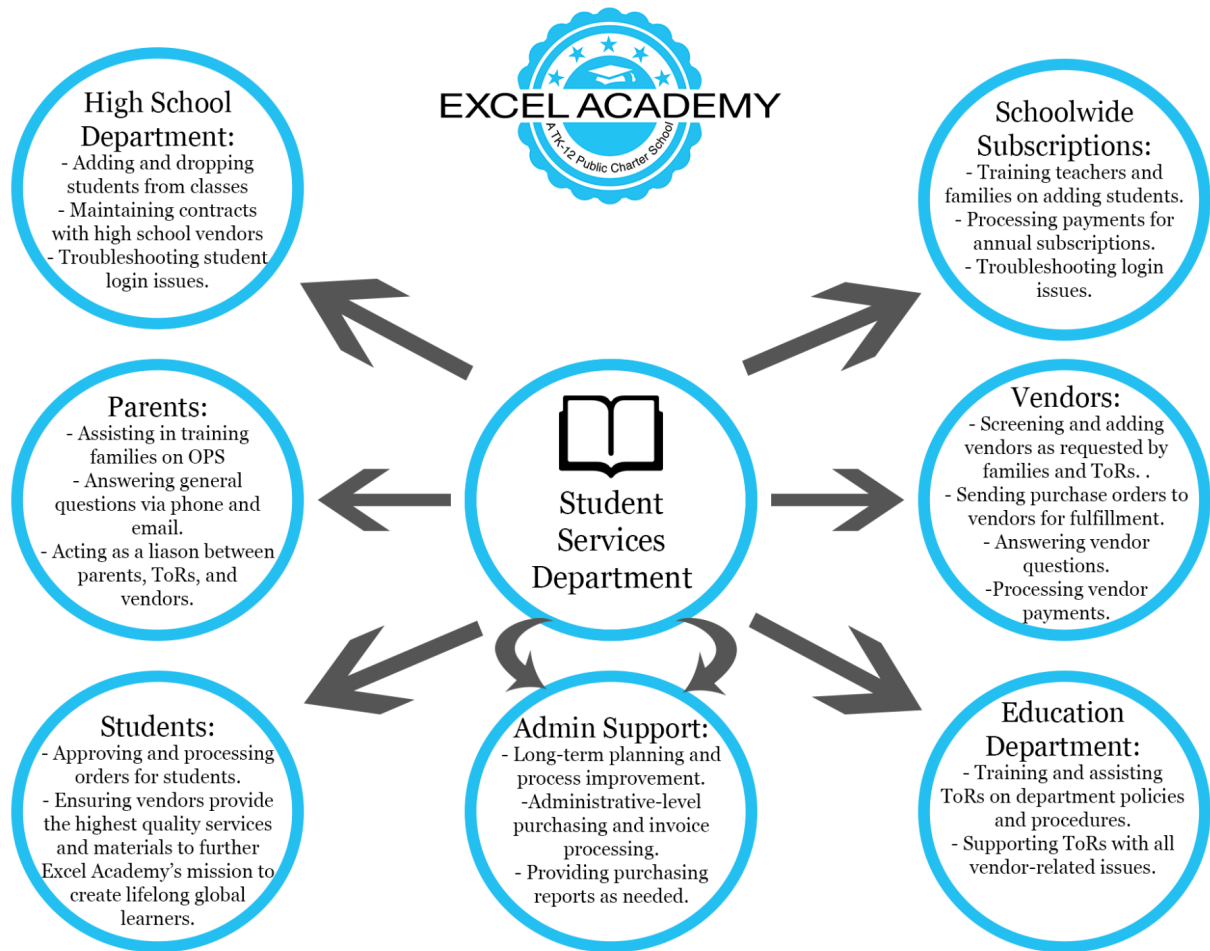 EXCEL ACADEMY
A TK-12 Public Charter School
High School
Department:
- Adding and dropping
students from classes
- Maintaining contracts
with high school vendors
- Troubleshooting student
login issues.
Schoolwide
Subscriptions:
- Training teachers and
families on adding students.
- Processing payments for
annual subscriptions.
- Troubleshooting login
issues.
Parents:
- Assisting in training
families on OPS
- Answering general
questions via phone and
email.
- Acting as a liason between
parents, ToRs, and
vendors.
Student
Services
Department
Vendors:
- Screening and adding
vendors as requested by
families and ToRs. .
- Sending purchase orders to
vendors for fulfillment.
- Answering vendor
questions.
-Processing vendor
payments.
Students:
- Approving and processing
orders for students.
- Ensuring vendors provide
the highest quality services
and materials to further
Excel Academy's mission to
create lifelong global
learners.
Admin Support:
- Long-term planning and
process improvement.
-Administrative-level
purchasing and invoice
processing.
- Providing purchasing
reports as needed.
Education
Department:
- Training and assisting
ToRs on department policies
and procedures.
- Supporting ToRs with all
vendor-related issues.